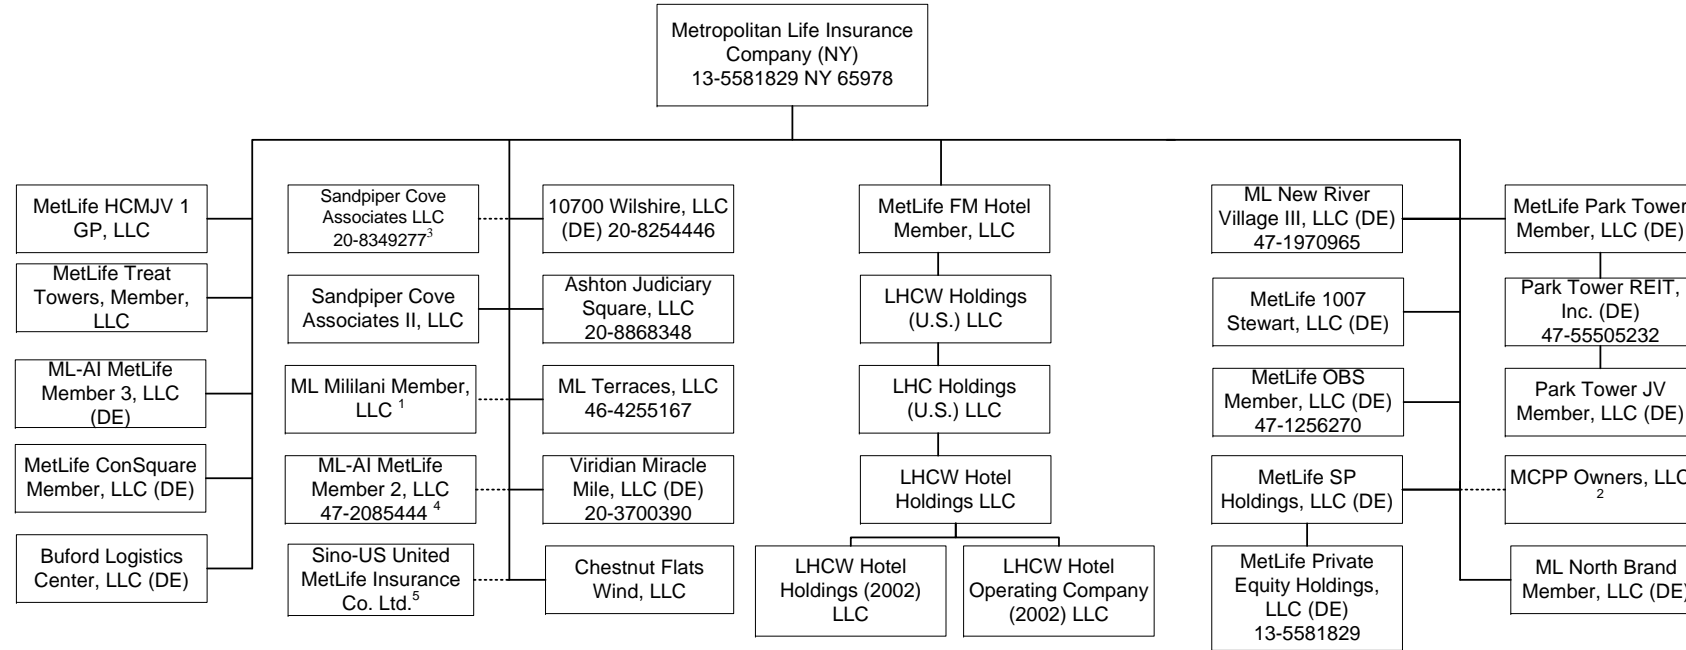 Metropolitan Life Insurance
Company (NY)
13-5581829 NY 65978
MetLife HCMJV 1
GP, LLC
MetLife Treat
Towers, Member,
LLC
ML-AI MetLife
Member 3, LLC
(DE)
MetLife ConSquare
Member, LLC (DE)
Buford Logistics
Center, LLC (DE)
Sandpiper Cove
Associates LLC
20-8349277³
Sandpiper Cove
Associates II, LLC
ML Mililani Member,
LLC ¹
ML-AI MetLife
Member 2, LLC
47-2085444 ⁴
Sino-US United
MetLife Insurance
Co. Ltd.⁵
10700 Wilshire, LLC
(DE) 20-8254446
Ashton Judiciary
Square, LLC
20-8868348
ML Terraces, LLC
46-4255167
Viridian Miracle
Mile, LLC (DE)
20-3700390
Chestnut Flats
Wind, LLC
MetLife FM Hotel
Member, LLC
LHCW Holdings
(U.S.) LLC
LHC Holdings
(U.S.) LLC
LHCW Hotel
Holdings LLC
LHCW Hotel
Holdings (2002)
LLC
LHCW Hotel
Operating Company
(2002) LLC
ML New River
Village III, LLC (DE)
47-1970965
MetLife 1007
Stewart, LLC (DE)
MetLife OBS
Member, LLC (DE)
47-1256270
MetLife SP
Holdings, LLC (DE)
MetLife Private
Equity Holdings,
LLC (DE)
13-5581829
MetLife Park Tower
Member, LLC (DE)
Park Tower REIT,
Inc. (DE)
47-55505232
Park Tower JV
Member, LLC (DE)
MCPP Owners, LLC
²
ML North Brand
Member, LLC (DE)